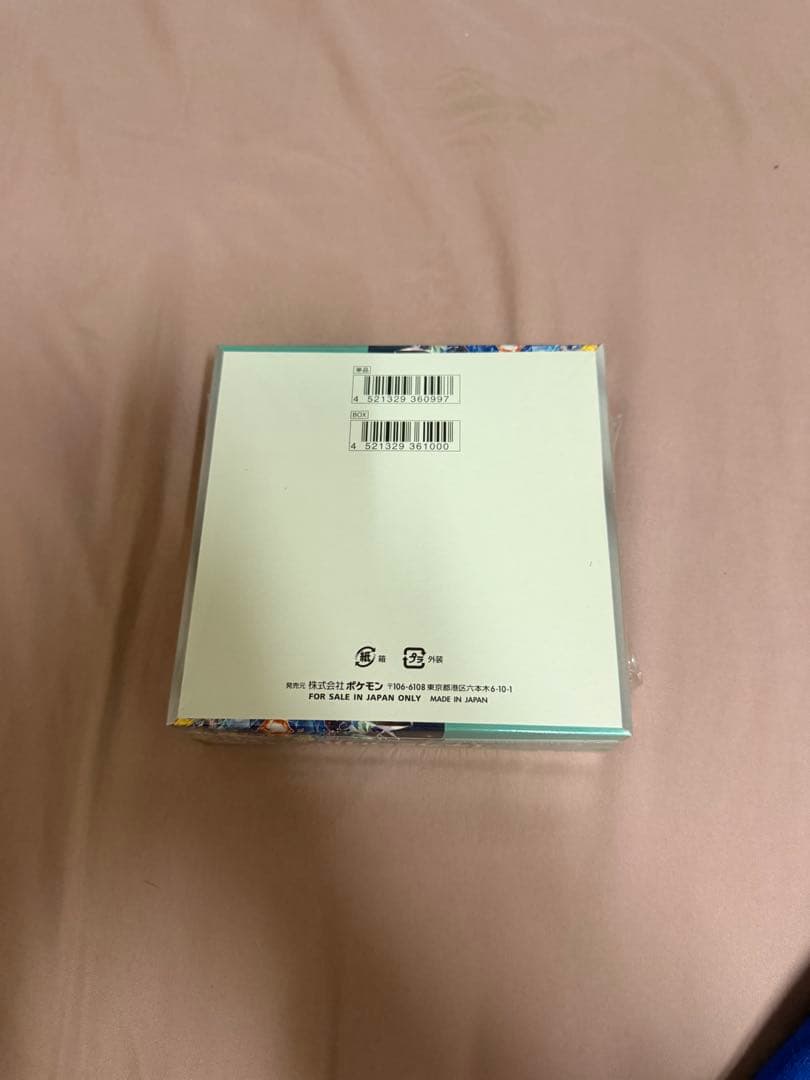 単品
4 521329 360997
BOX
4 521329 361000
紙 箱 プラ 外装
発売元 株式会社ポケモン 〒106-6108 東京都港区六本木6-10-1
FOR SALE IN JAPAN ONLY MADE IN JAPAN